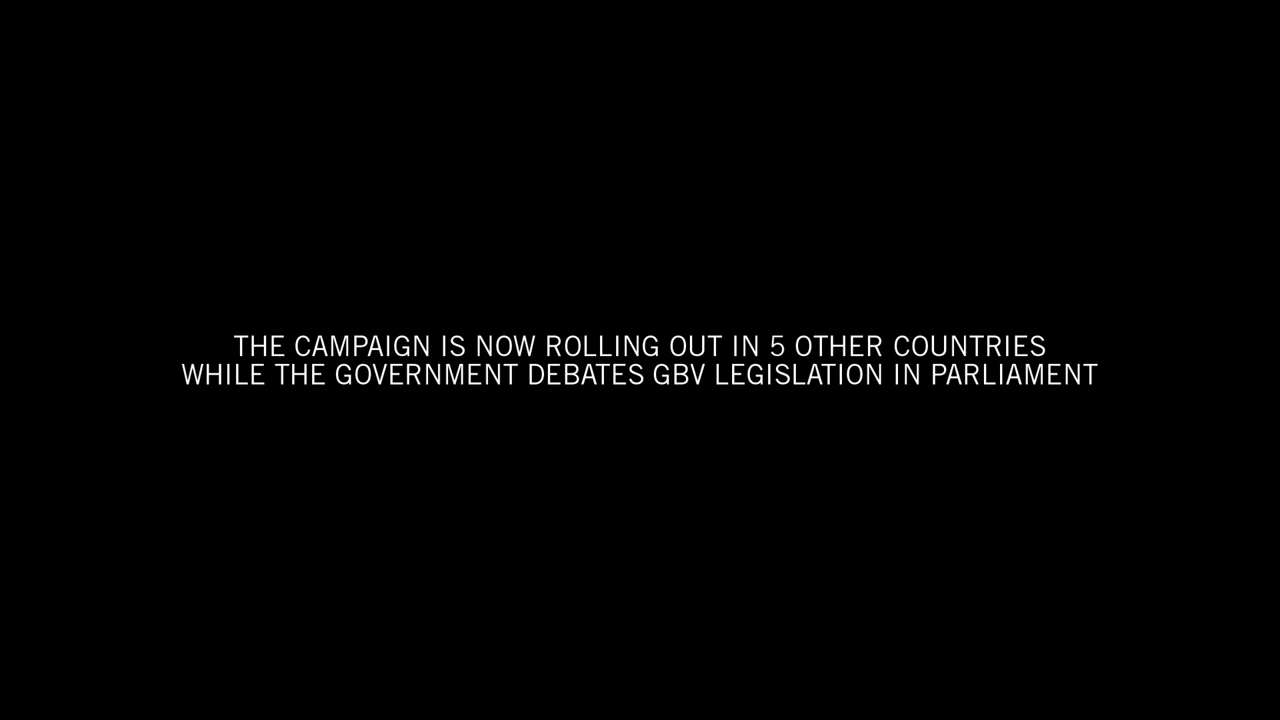 THE CAMPAIGN IS NOW ROLLING OUT IN 5 OTHER COUNTRIES
WHILE THE GOVERNMENT DEBATES GBV LEGISLATION IN PARLIAMENT